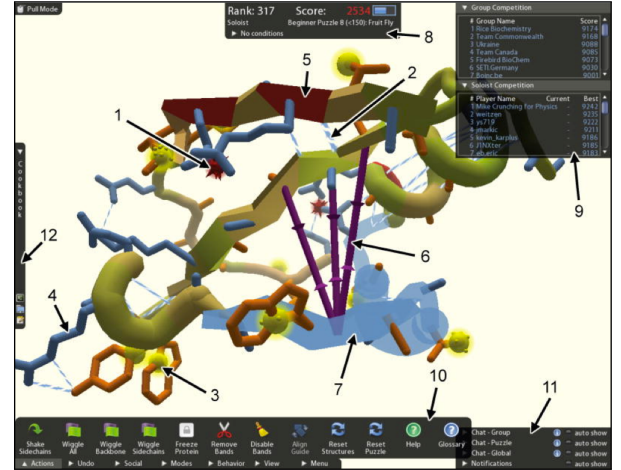 Pull Mode
Rank: 317 Score: 2534
Soloist Beginner Puzzle 8 (<150): Fruit Fly
No conditions
8
Group Competition
# Group Name Score
1 Rice Biochemistry 9174
2 Team Commonwealth 9168
3 Ukraine 9088
4 Team Canada 9085
5 Firebird BioChem 9073
6 SETI.Germany 9030
7 Boinc.be 9001
Soloist Competition
# Player Name Current Best
1 Mike Crunching for Physics - 9242
2 weitzen - 9235
3 ys719 - 9222
4 - 9211
5 kevin_karplus - 9186
6 - 9185
7 - 9183
5
2
1
9
Cookbook
6
12
4
3
7
10
11
Shake Sidechains
Wiggle All
Wiggle Backbone
Wiggle Sidechains
Freeze Protein
Remove Bands
Disable Bands
Align Guide
Reset Structures
Reset Puzzle
Help
Glossary
Chat - Group auto show
Chat - Puzzle auto show
Chat - Global auto show
Notifications auto show
Actions Undo Social Modes Behavior View Menu